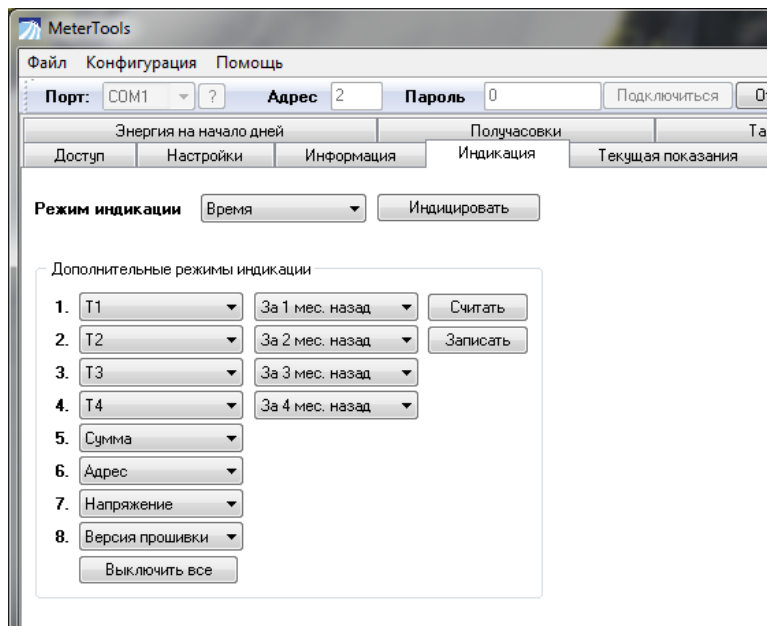 MeterTools
Файл Конфигурация Помощь
Порт: COM1 ? Адрес 2 Пароль 0 Подключиться
Энергия на начало дней Получасовки
Доступ Настройки Информация Индикация Текущая показания
Режим индикации Время Индицировать
Дополнительные режимы индикации
1. T1 За 1 мес. назад Считать
2. T2 За 2 мес. назад Записать
3. T3 За 3 мес. назад
4. T4 За 4 мес. назад
5. Сумма
6. Адрес
7. Напряжение
8. Версия прошивки
Выключить все